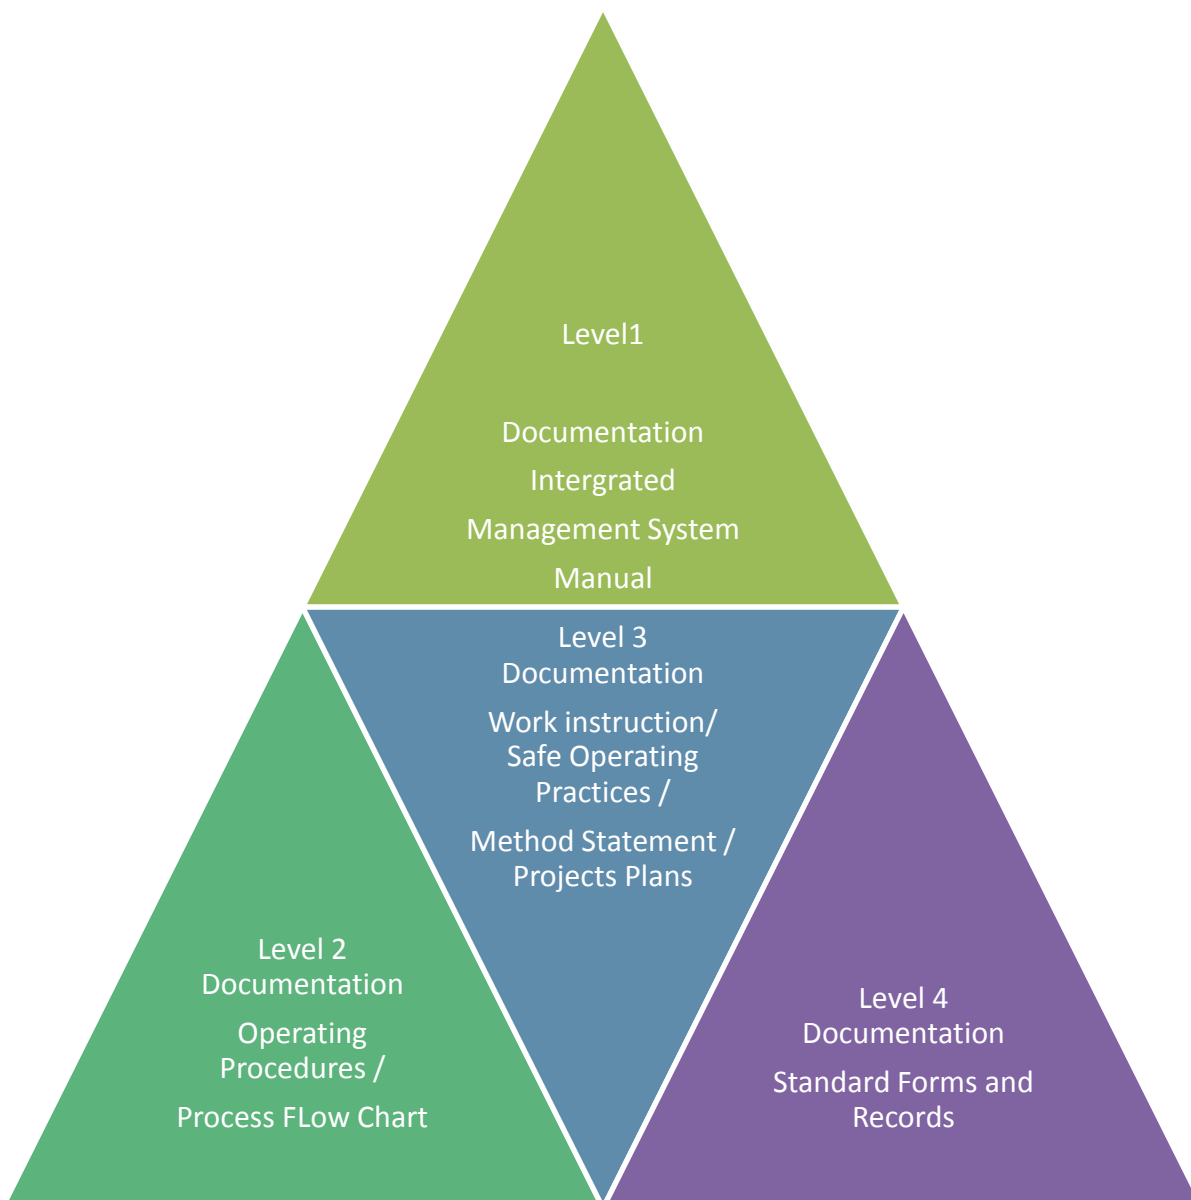 Level1
Documentation
Intergrated
Management System
Manual
Level 3
Documentation
Work instruction/
Safe Operating
Practices /
Method Statement /
Projects Plans
Level 2
Documentation
Operating
Procedures /
Process FLow Chart
Level 4
Documentation
Standard Forms and
Records